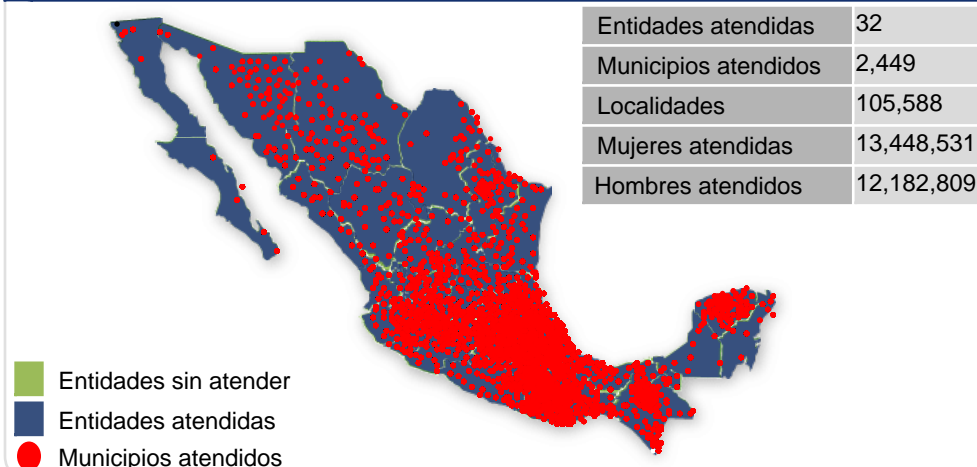 Entidades atendidas 32
Municipios atendidos 2,449
Localidades 105,588
Mujeres atendidas 13,448,531
Hombres atendidos 12,182,809
Entidades sin atender
Entidades atendidas
Municipios atendidos